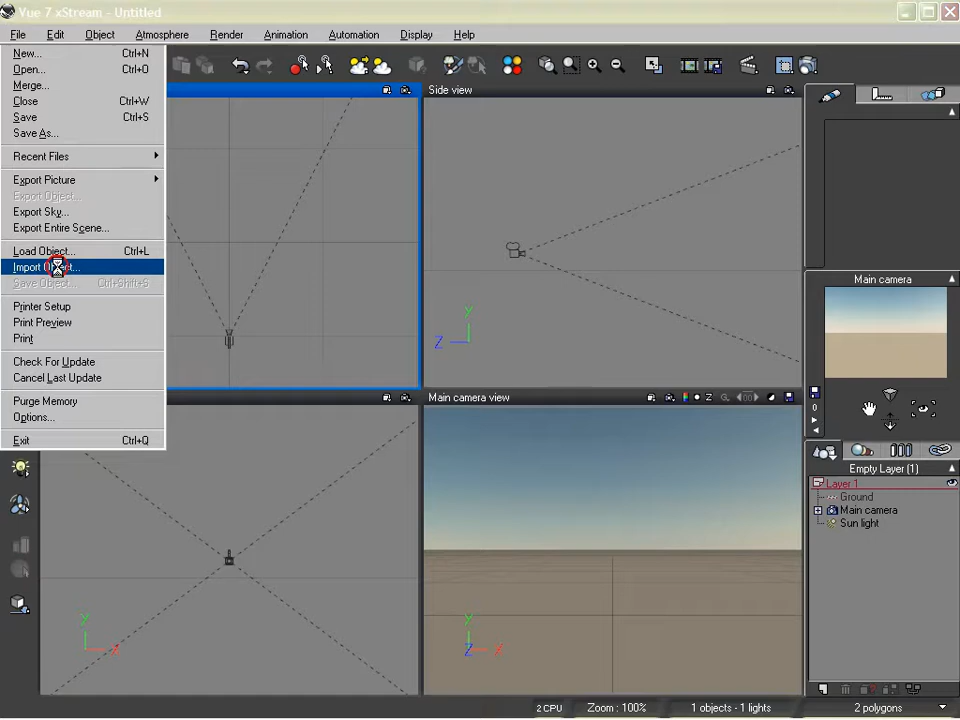 Vue 7 xStream - Untitled
File Edit Object Atmosphere Render Animation Automation Display Help
New... Ctrl+N
Open... Ctrl+O
Merge...
Close Ctrl+W
Save Ctrl+S
Save As...
Recent Files
Export Picture
Export Object...
Export Sky...
Export Entire Scene...
Load Object... Ctrl+L
Import Object...
Save Object... Ctrl+Shift+S
Printer Setup
Print Preview
Print
Check For Update
Cancel Last Update
Purge Memory
Options...
Exit Ctrl+Q
Side view
Y
Z
Main camera view
Z
Y
X
Y
Z X
Main camera
0
Empty Layer (1)
Layer 1
Ground
Main camera
Sun light
2 CPU Zoom : 100% 1 objects - 1 lights 2 polygons